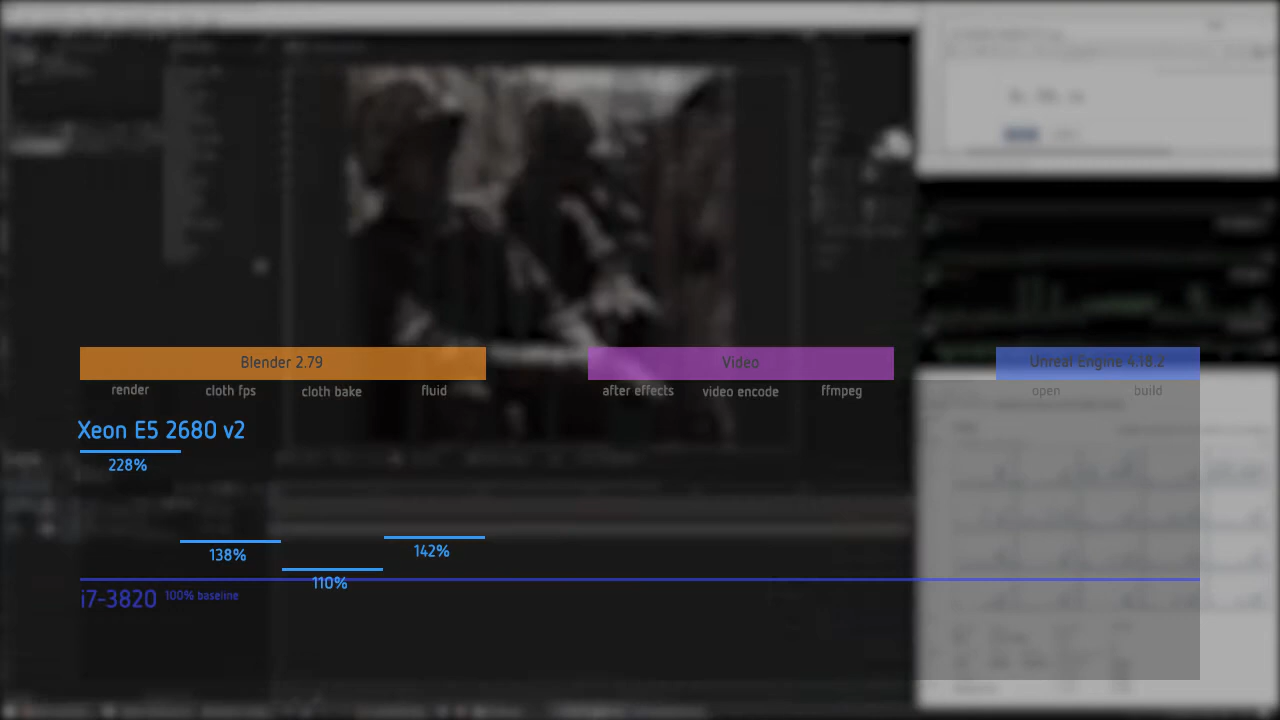 Blender 2.79 Video Unreal Engine 4.18.2
render cloth fps cloth bake fluid after effects video encode ffmpeg open build
Xeon E5 2680 v2
228%
138%
110%
142%
i7-3820 100% baseline